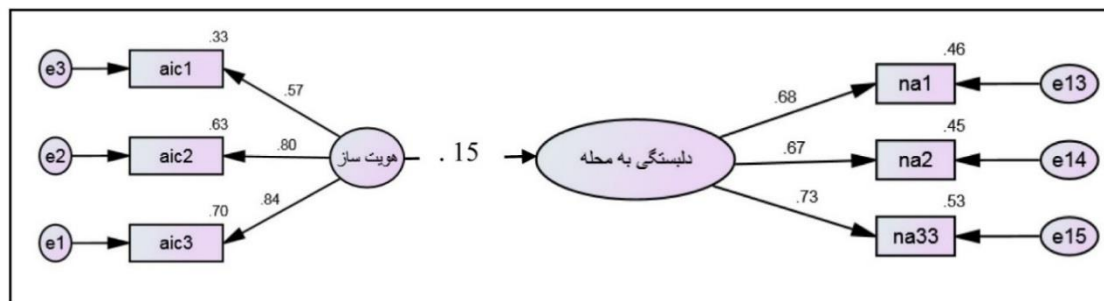 .33
e3
aic1
.57
.63
e2
aic2
.80
.70
e1
aic3
.84
هویت ساز
. 15
دلبستگی به محله
.46
.68
na1
e13
.45
.67
na2
e14
.53
.73
na33
e15